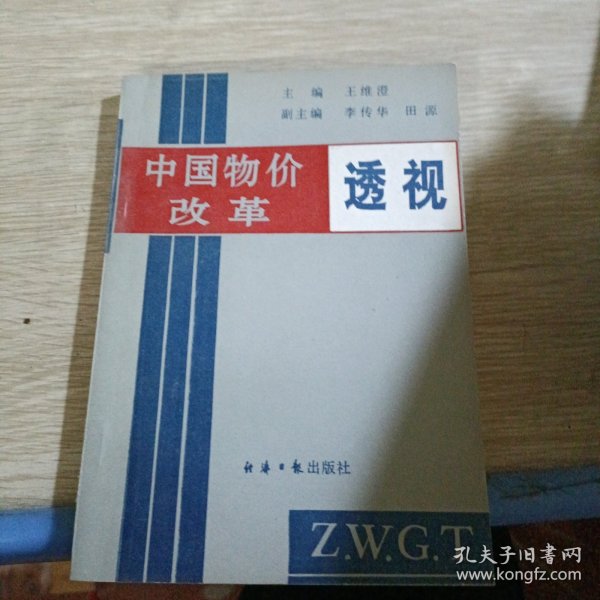 主编 王维澄
副主编 李传华 田源
中国物价
改革
透视
经济日报出版社
Z.W.G.T
孔夫子旧书网
www.kongfz.com